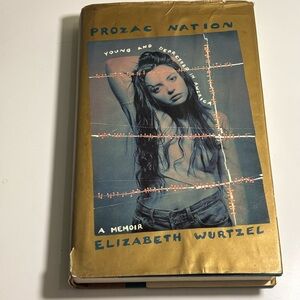 PROZAC NATION
YOUNG AND DEPRESSED IN AMERICA
A MEMOIR
ELIZABETH WURTZEL